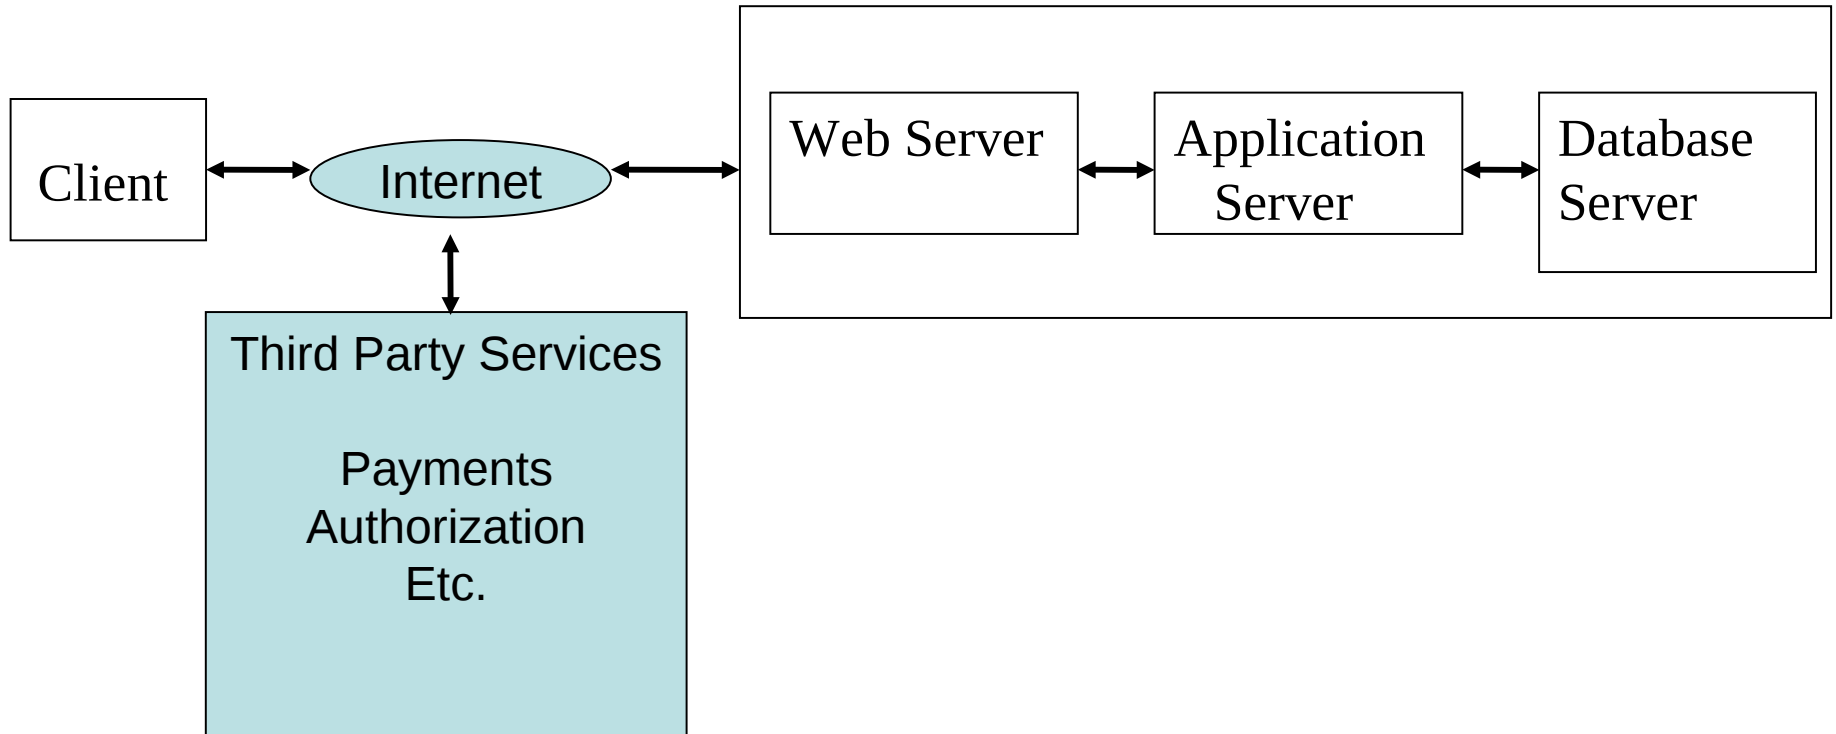 Client
Internet
Web Server
Application
Server
Database
Server
Third Party Services
Payments
Authorization
Etc.